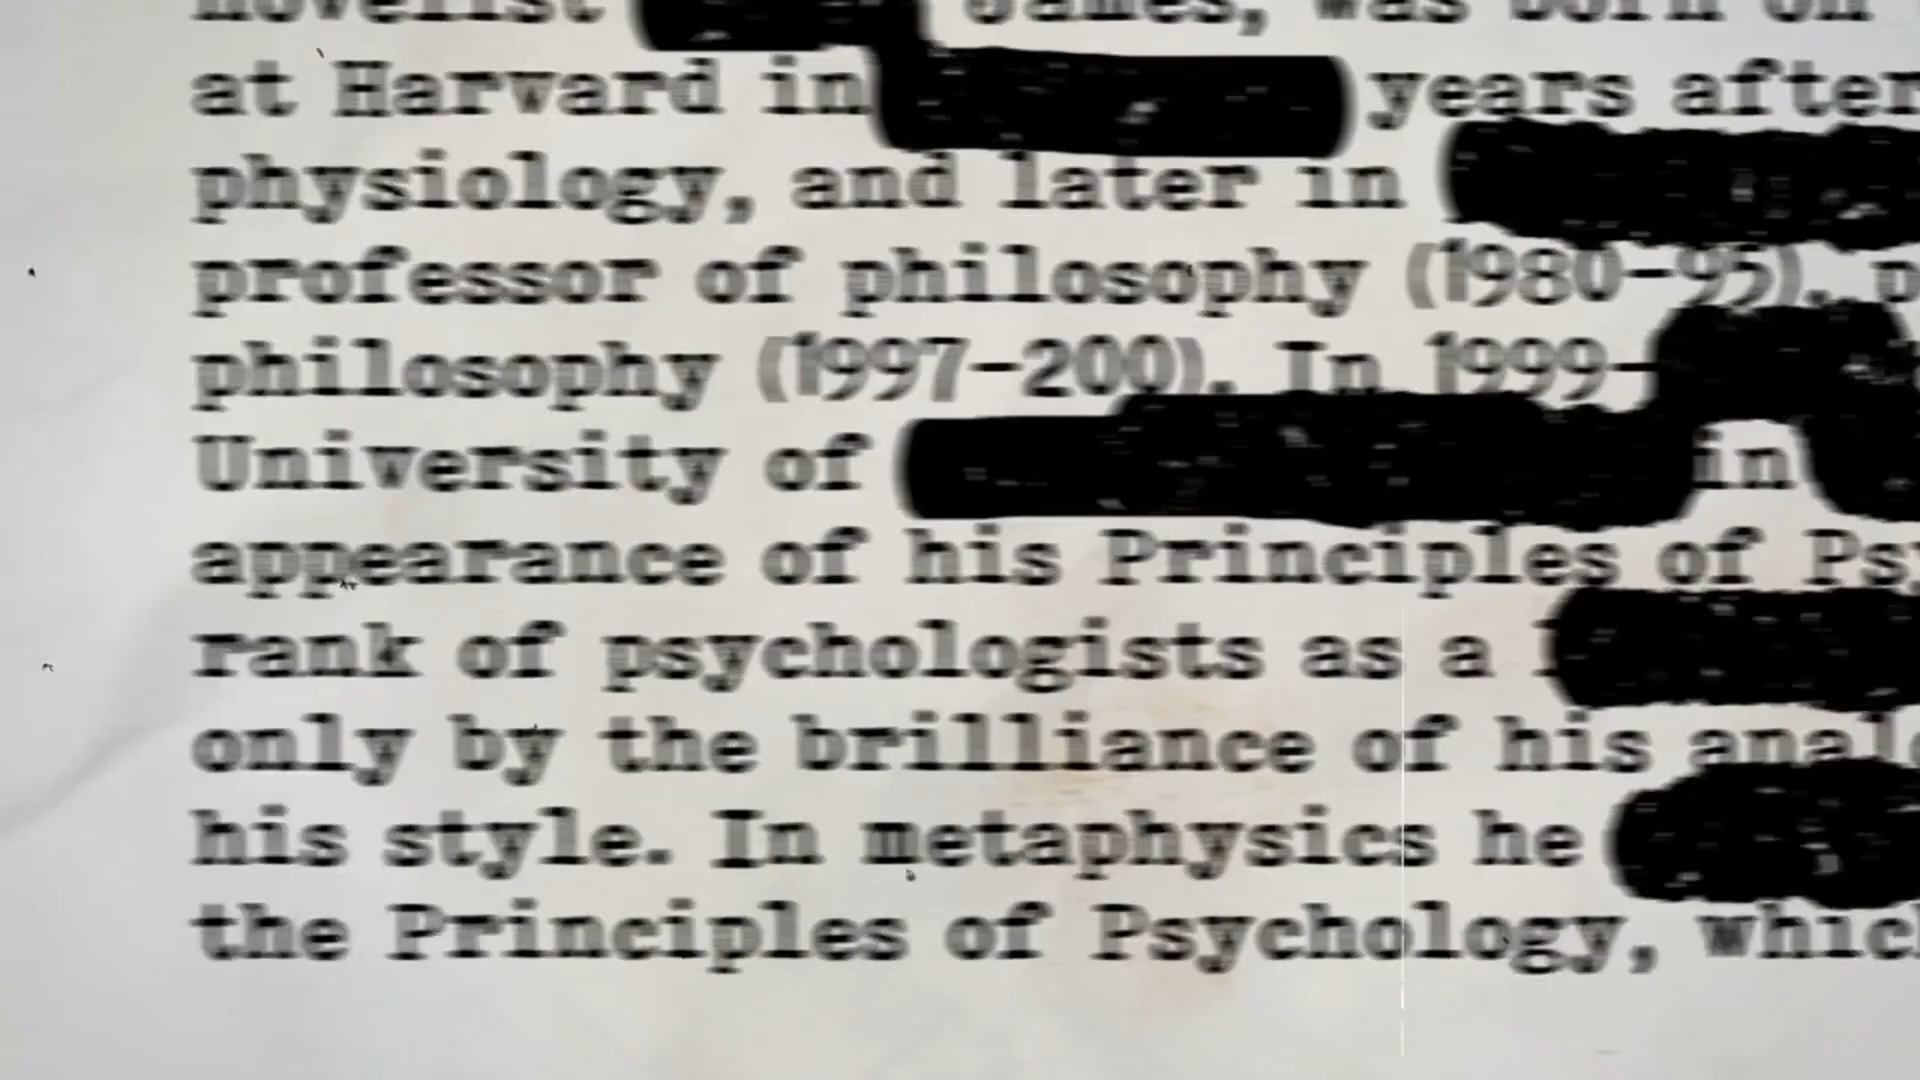 novelist James, was born on
at Harvard in years after
physiology, and later in
professor of philosophy (1980-95), p
philosophy (1997-200). In 1999-
University of in
appearance of his Principles of Psy
rank of psychologists as a
only by the brilliance of his
his style. In metaphysics he
the Principles of Psychology, which